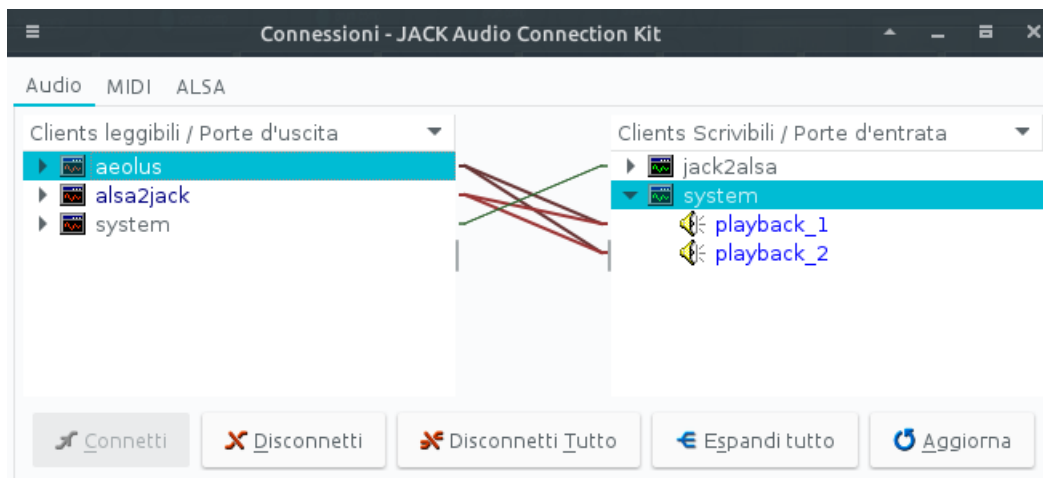 Connessioni - JACK Audio Connection Kit
Audio MIDI ALSA
Clients leggibili / Porte d'uscita
aeolus
alsa2jack
system
Clients Scrivibili / Porte d'entrata
jack2alsa
system
playback_1
playback_2
Connetti Disconnetti Disconnetti Tutto Espandi tutto Aggiorna